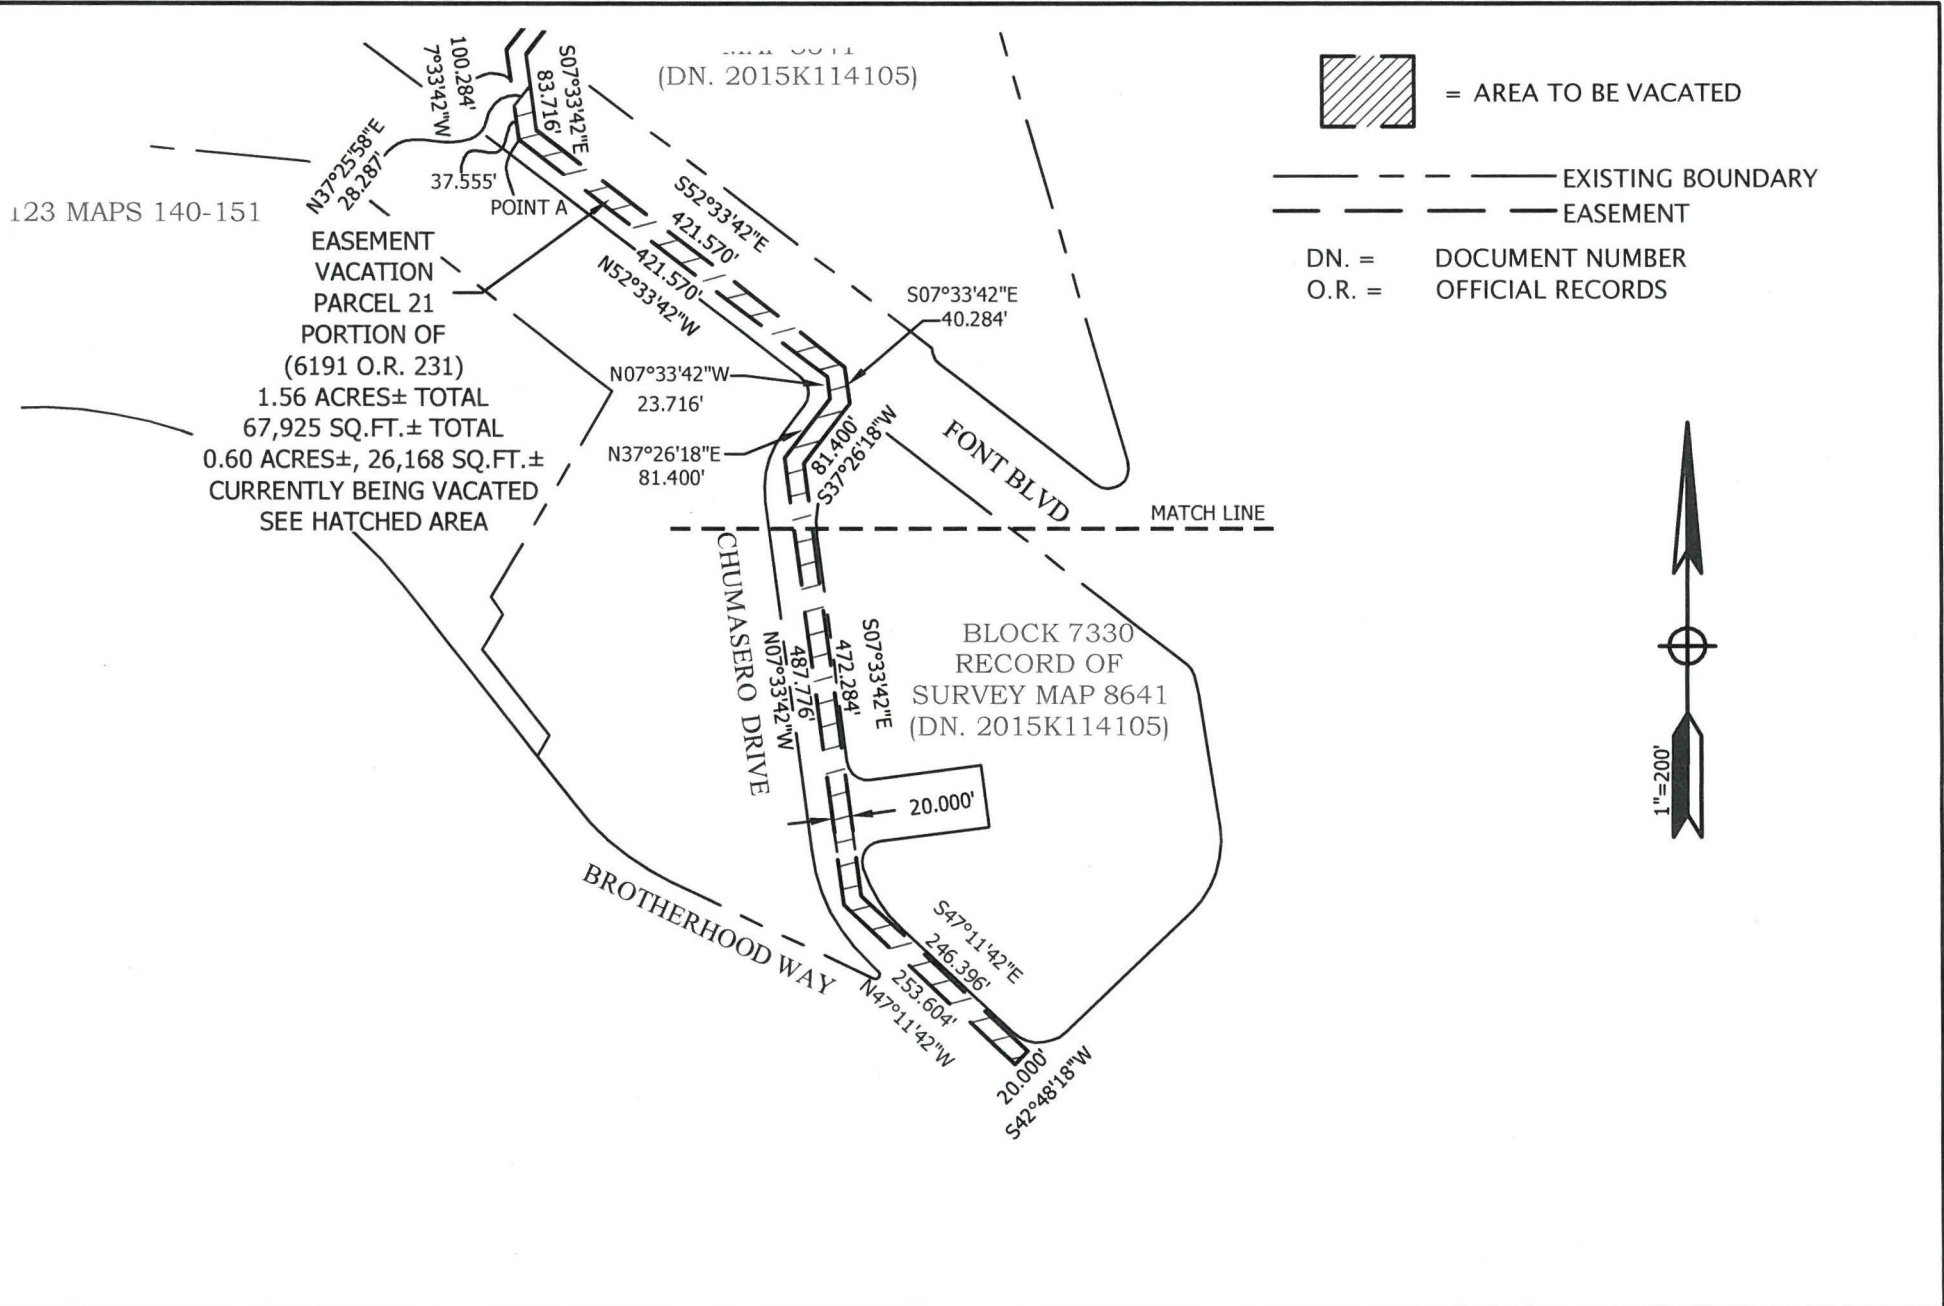 (DN. 2015K114105)
= AREA TO BE VACATED
EXISTING BOUNDARY
EASEMENT
DN. = DOCUMENT NUMBER
O.R. = OFFICIAL RECORDS
100.284'
7°33'42"W
S07°33'42"E
83.716'
N37°25'58"E
28.287'
37.555'
POINT A
123 MAPS 140-151
EASEMENT
VACATION
PARCEL 21
PORTION OF
(6191 O.R. 231)
1.56 ACRES± TOTAL
67,925 SQ.FT.± TOTAL
0.60 ACRES±, 26,168 SQ.FT.±
CURRENTLY BEING VACATED
SEE HATCHED AREA
S52°33'42"E
421.570'
421.570'
N52°33'42"W
S07°33'42"E
40.284'
N07°33'42"W
23.716'
N37°26'18"E
81.400'
81.400'
S37°26'18"W
FONT BLVD
MATCH LINE
CHUMASERO DRIVE
N07°33'42"W
487.776'
472.284'
S07°33'42"E
BLOCK 7330
RECORD OF
SURVEY MAP 8641
(DN. 2015K114105)
20.000'
1"=200'
BROTHERHOOD WAY
S47°11'42"E
246.396'
253.604'
N47°11'42"W
20.000'
S42°48'18"W